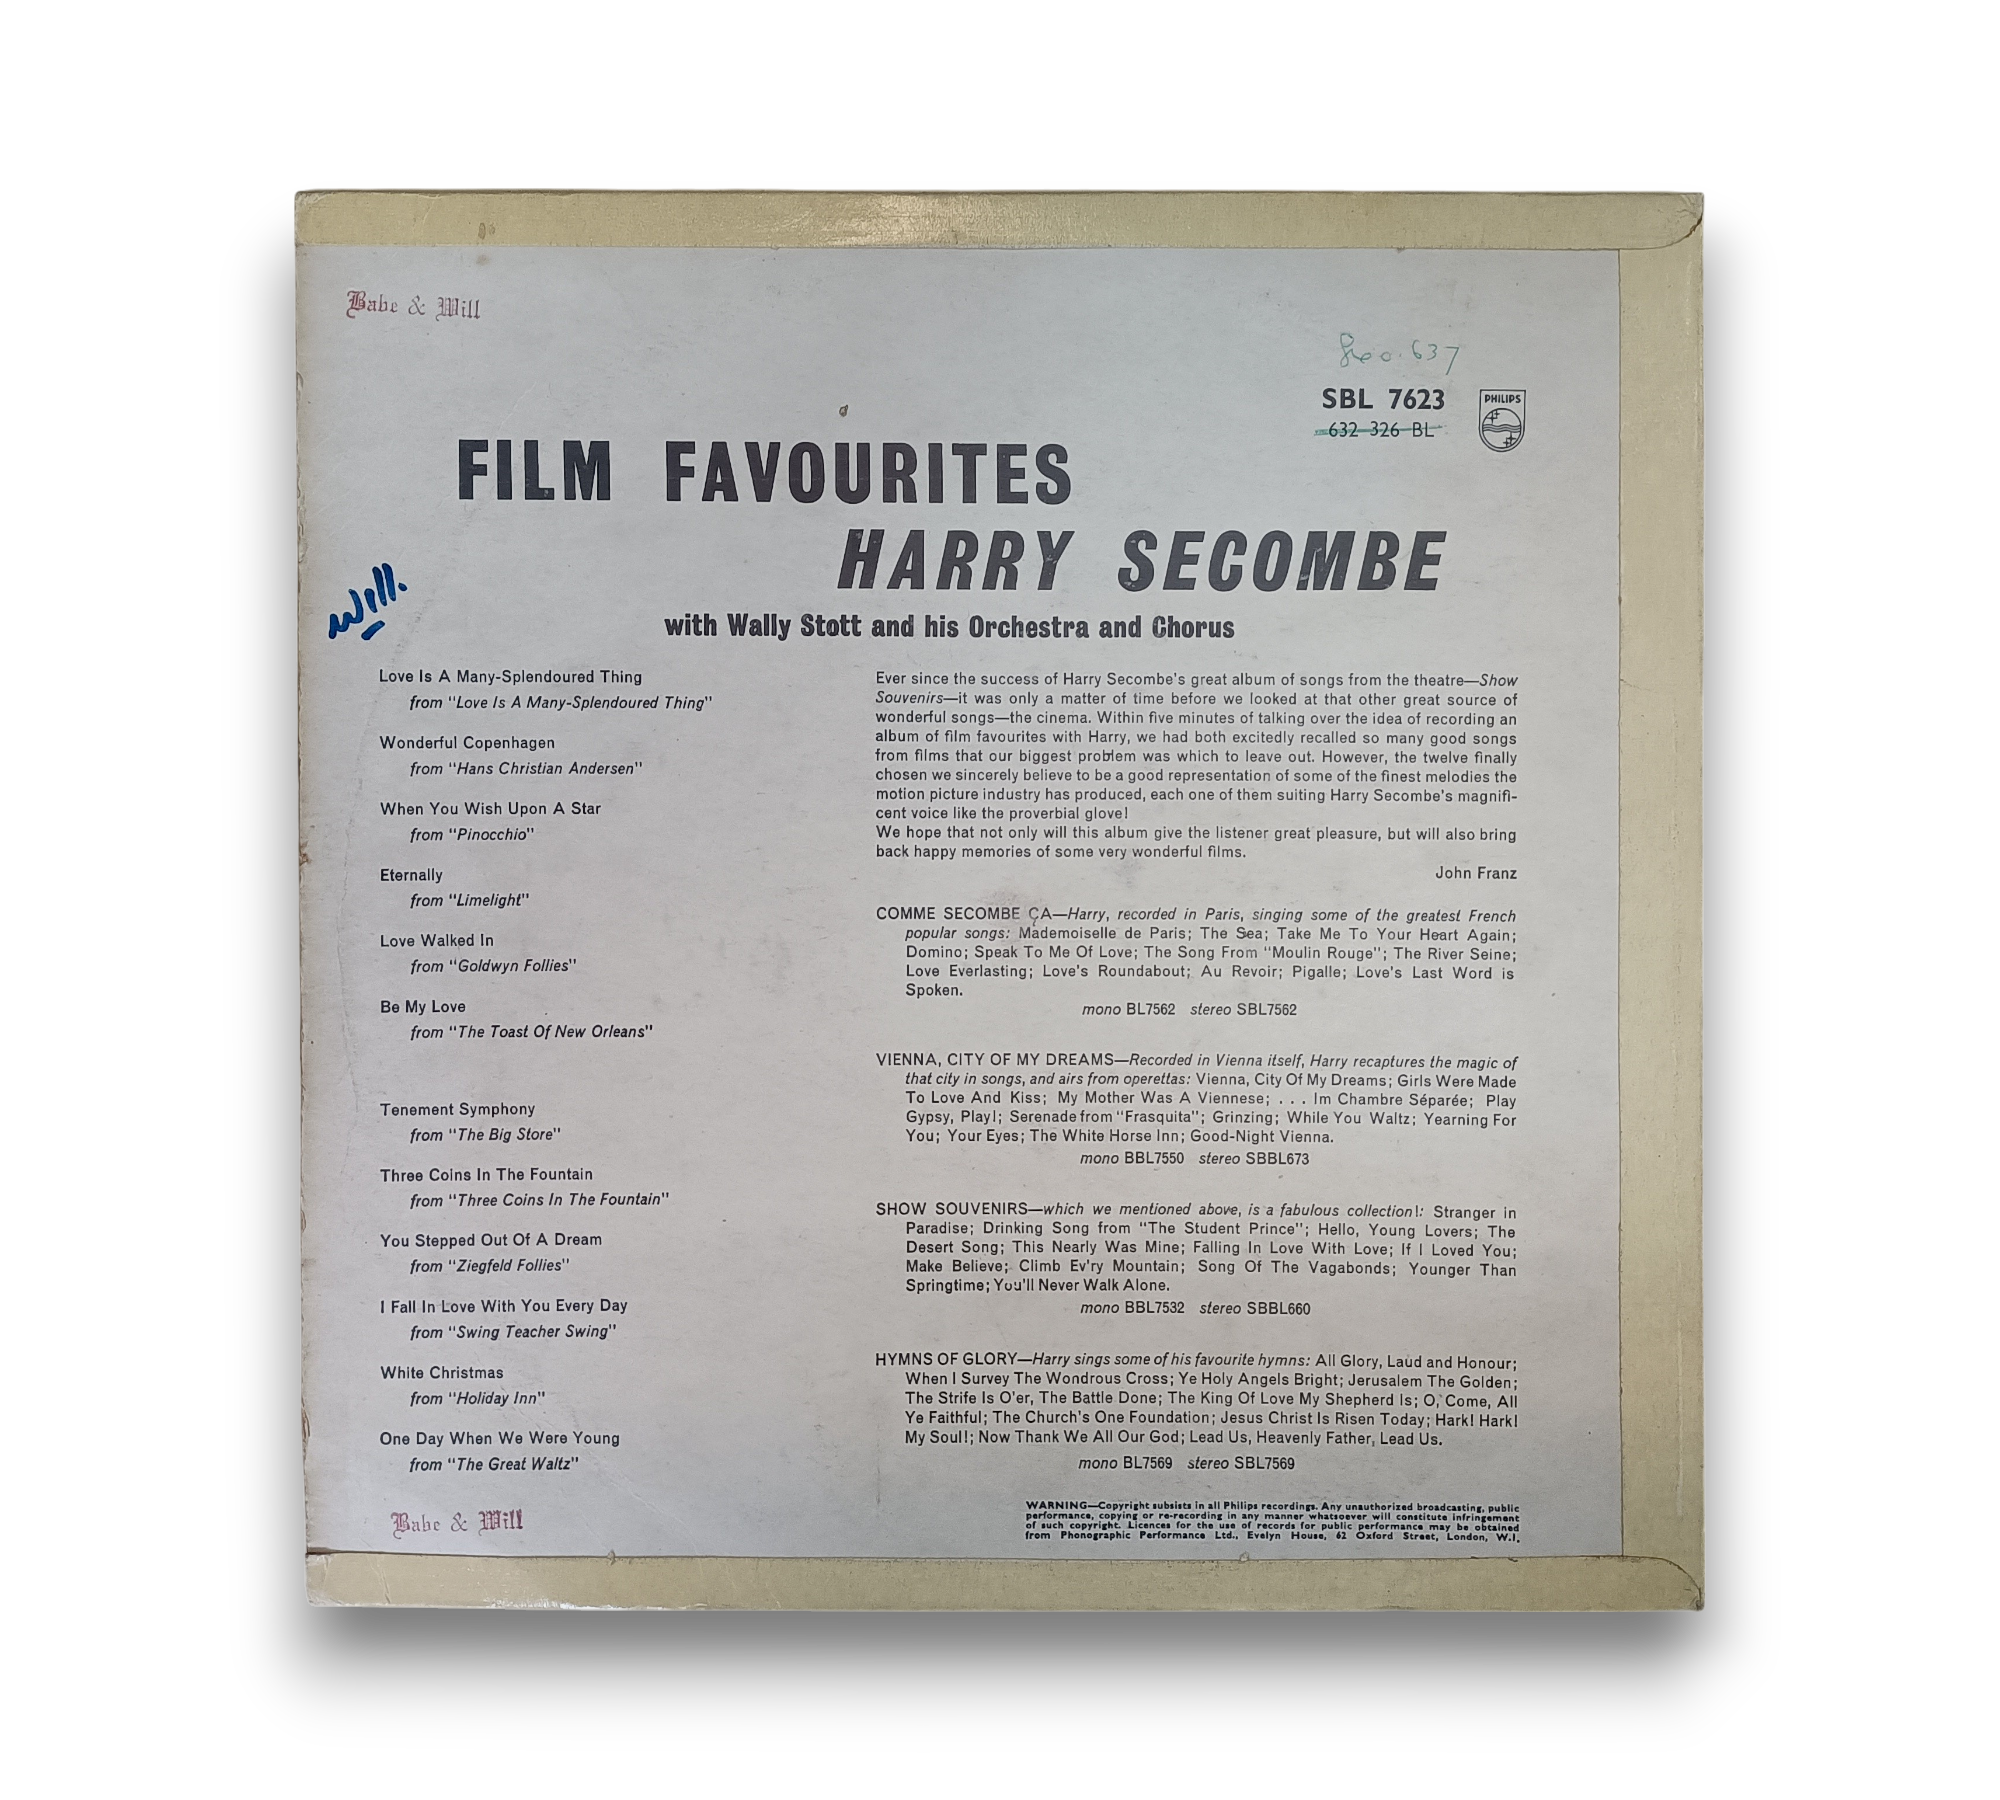 Babe & Will
637
SBL 7623
632 326 BL
PHILIPS
FILM FAVOURITES
HARRY SECOMBE
with Wally Stott and his Orchestra and Chorus
Will.
Love Is A Many-Splendoured Thing
from "Love Is A Many-Splendoured Thing"
Wonderful Copenhagen
from "Hans Christian Andersen"
When You Wish Upon A Star
from "Pinocchio"
Eternally
from "Limelight"
Love Walked In
from "Goldwyn Follies"
Be My Love
from "The Toast Of New Orleans"
Tenement Symphony
from "The Big Store"
Three Coins In The Fountain
from "Three Coins In The Fountain"
You Stepped Out Of A Dream
from "Ziegfeld Follies"
I Fall In Love With You Every Day
from "Swing Teacher Swing"
White Christmas
from "Holiday Inn"
One Day When We Were Young
from "The Great Waltz"
Babe & Will
Ever since the success of Harry Secombe's great album of songs from the theatre—Show
Souvenirs—it was only a matter of time before we looked at that other great source of
wonderful songs—the cinema. Within five minutes of talking over the idea of recording an
album of film favourites with Harry, we had both excitedly recalled so many good songs
from films that our biggest problem was which to leave out. However, the twelve finally
chosen we sincerely believe to be a good representation of some of the finest melodies the
motion picture industry has produced, each one of them suiting Harry Secombe's magnifi-
cent voice like the proverbial glove!
We hope that not only will this album give the listener great pleasure, but will also bring
back happy memories of some very wonderful films.
John Franz
COMME SECOMBE ÇA—Harry, recorded in Paris, singing some of the greatest French
popular songs: Mademoiselle de Paris; The Sea; Take Me To Your Heart Again;
Domino; Speak To Me Of Love; The Song From "Moulin Rouge"; The River Seine;
Love Everlasting; Love's Roundabout; Au Revoir; Pigalle; Love's Last Word is
Spoken.
mono BL7562 stereo SBL7562
VIENNA, CITY OF MY DREAMS—Recorded in Vienna itself, Harry recaptures the magic of
that city in songs, and airs from operettas: Vienna, City Of My Dreams; Girls Were Made
To Love And Kiss; My Mother Was A Viennese; . . . Im Chambre Séparée; Play
Gypsy, Play!; Serenade from "Frasquita"; Grinzing; While You Waltz; Yearning For
You; Your Eyes; The White Horse Inn; Good-Night Vienna.
mono BBL7550 stereo SBBL673
SHOW SOUVENIRS—which we mentioned above, is a fabulous collection!: Stranger in
Paradise; Drinking Song from "The Student Prince"; Hello, Young Lovers; The
Desert Song; This Nearly Was Mine; Falling In Love With Love; If I Loved You;
Make Believe; Climb Ev'ry Mountain; Song Of The Vagabonds; Younger Than
Springtime; You'll Never Walk Alone.
mono BBL7532 stereo SBBL660
HYMNS OF GLORY—Harry sings some of his favourite hymns: All Glory, Laud and Honour;
When I Survey The Wondrous Cross; Ye Holy Angels Bright; Jerusalem The Golden;
The Strife Is O'er, The Battle Done; The King Of Love My Shepherd Is; O, Come, All
Ye Faithful; The Church's One Foundation; Jesus Christ Is Risen Today; Hark! Hark!
My Soul!; Now Thank We All Our God; Lead Us, Heavenly Father, Lead Us.
mono BL7569 stereo SBL7569
WARNING—Copyright subsists in all Philips recordings. Any unauthorized broadcasting, public
performance, copying or re-recording in any manner whatsoever will constitute infringement
of such copyright. Licences for the use of records for public performance may be obtained
from Phonographic Performance Ltd., Evelyn House, 62 Oxford Street, London, W.1.